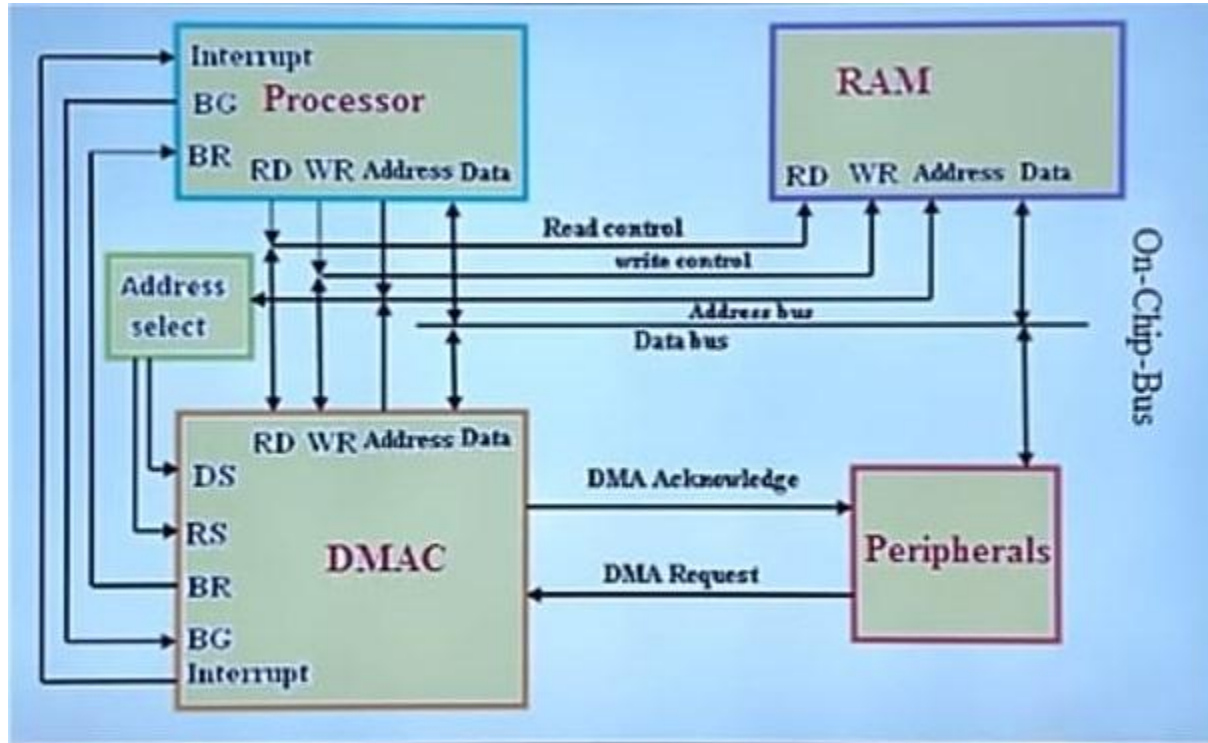 Interrupt
BG Processor
BR
RD WR Address Data
RAM
RD WR Address Data
Read control
write control
Address bus
Data bus
On-Chip-Bus
Address
select
RD WR Address Data
DS
RS
DMAC
BR
BG
Interrupt
DMA Acknowledge
DMA Request
Peripherals